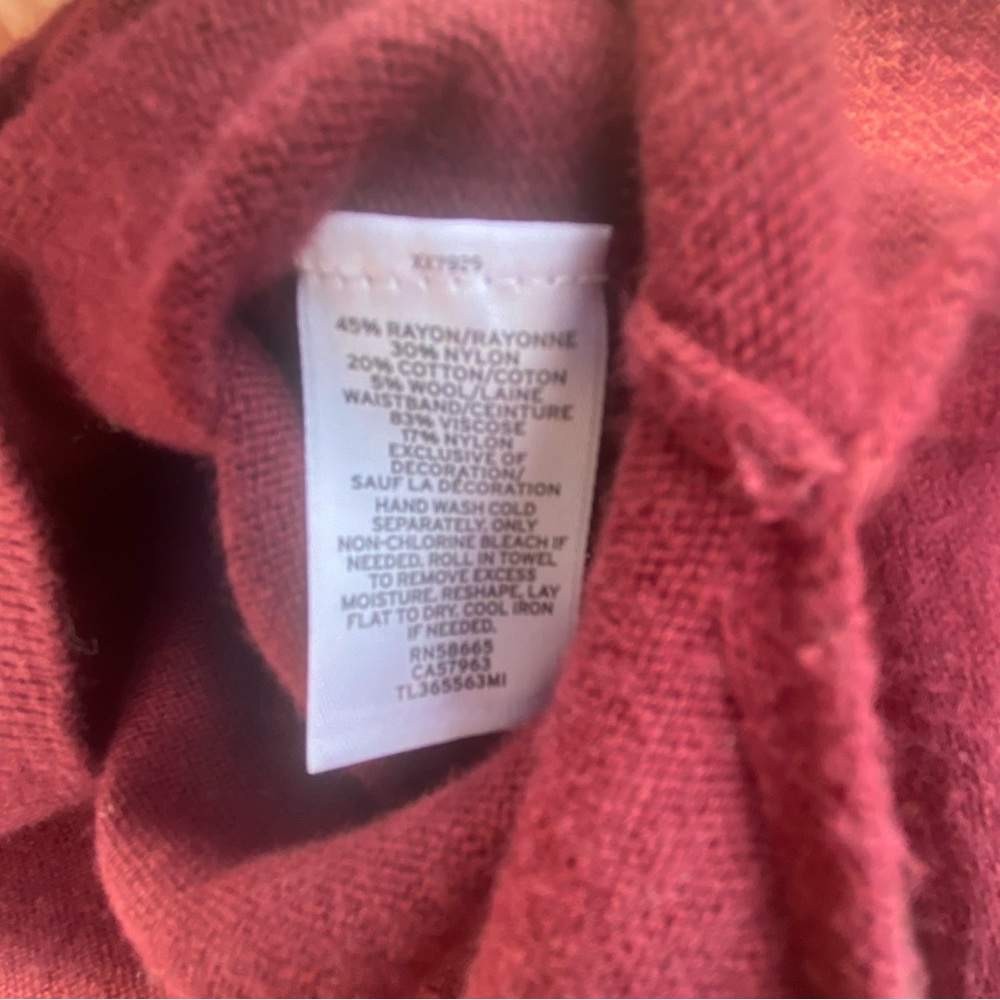 45% RAYON/RAYONNE
30% NYLON
20% COTTON/COTON
5% WOOL/LAINE
WAISTBAND/CEINTURE
83% VISCOSE
17% NYLON
EXCLUSIVE OF
DECORATION/
SAUF LA DÉCORATION
HAND WASH COLD
SEPARATELY. ONLY
NON-CHLORINE BLEACH IF
NEEDED. ROLL IN TOWEL
TO REMOVE EXCESS
MOISTURE. RESHAPE, LAY
FLAT TO DRY. COOL IRON
IF NEEDED.
RN58665
CA57963
TL365563MI